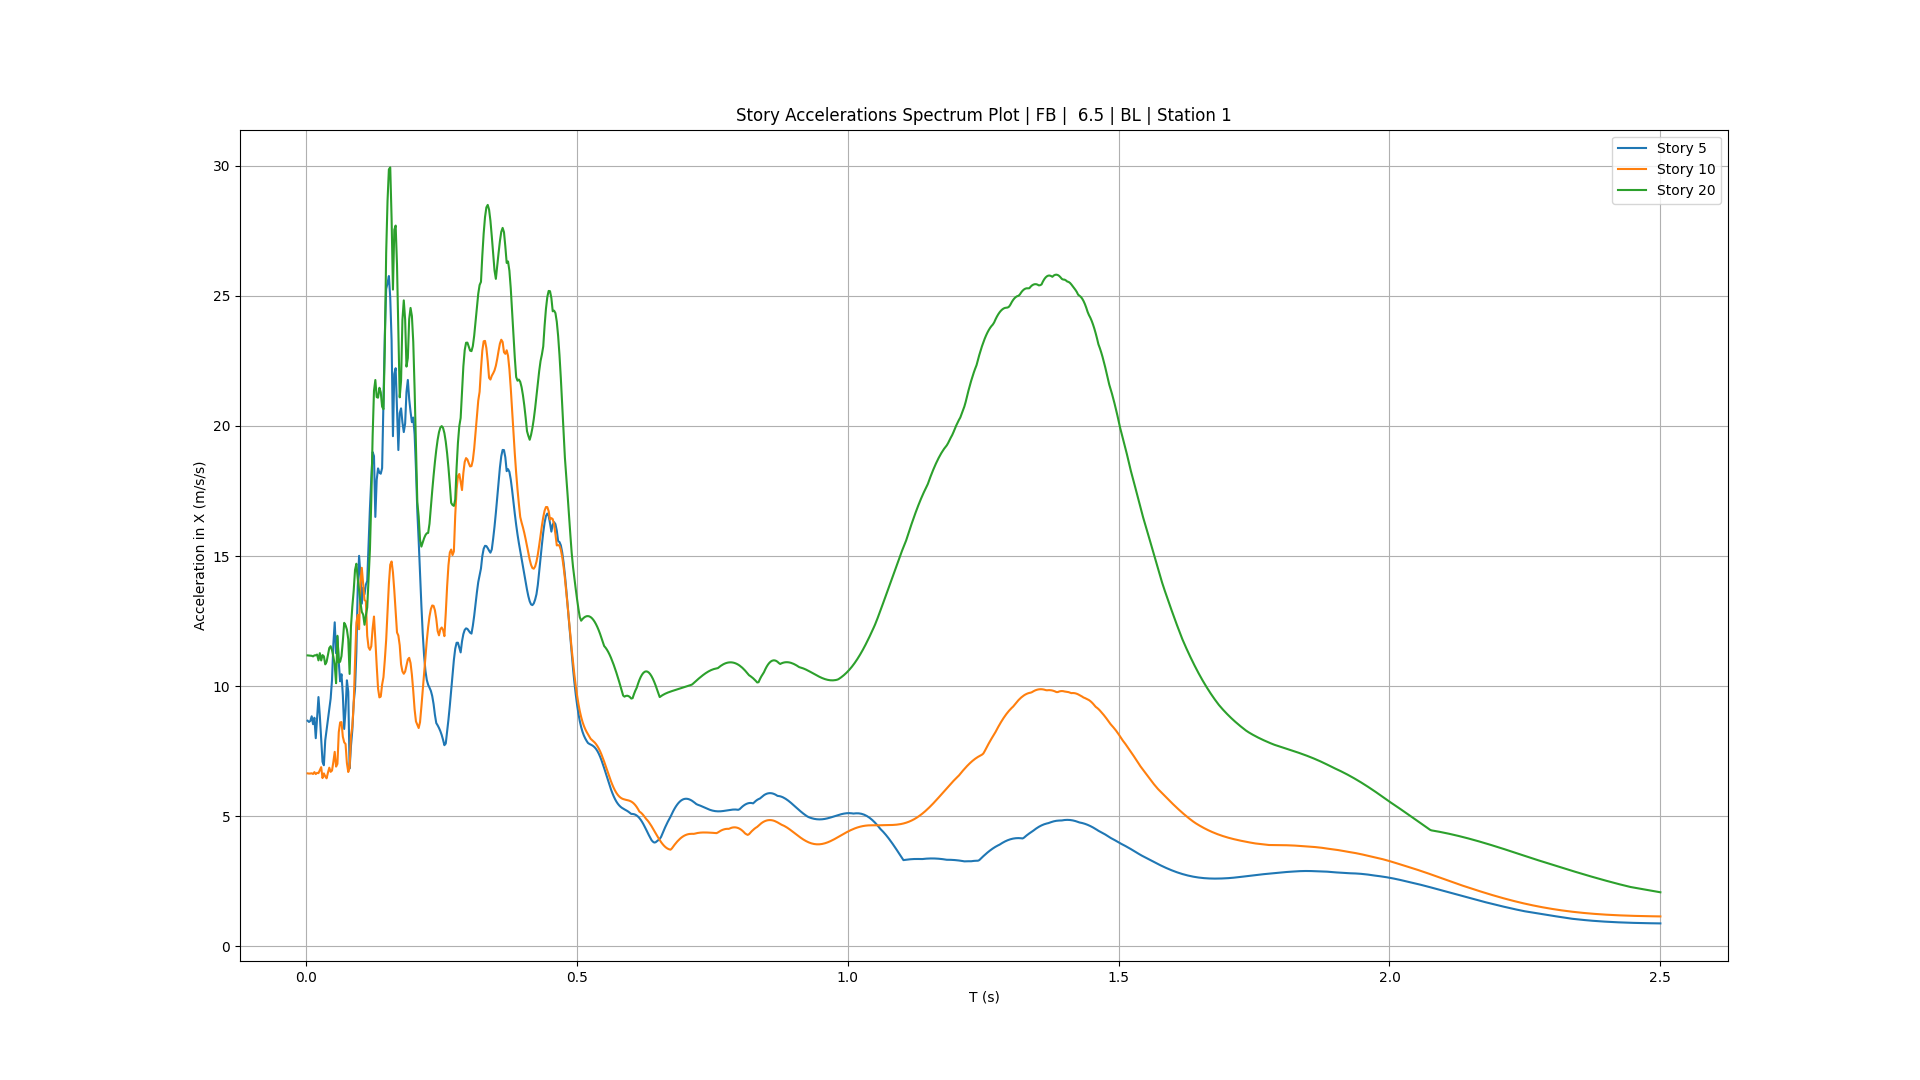 Story Accelerations Spectrum Plot | FB |  6.5 | BL | Station 1
Story 5
Story 10
Story 20
Acceleration in X (m/s/s)
30
25
20
15
10
5
0
0.0 0.5 1.0 1.5 2.0 2.5
T (s)